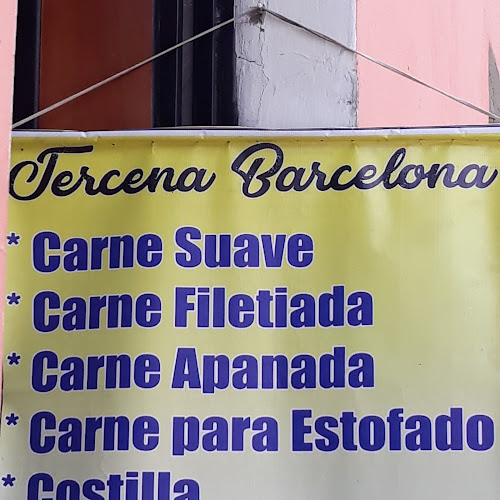 Tercena Barcelona
* Carne Suave
* Carne Filetiada
* Carne Apanada
* Carne para Estofado
* Costilla